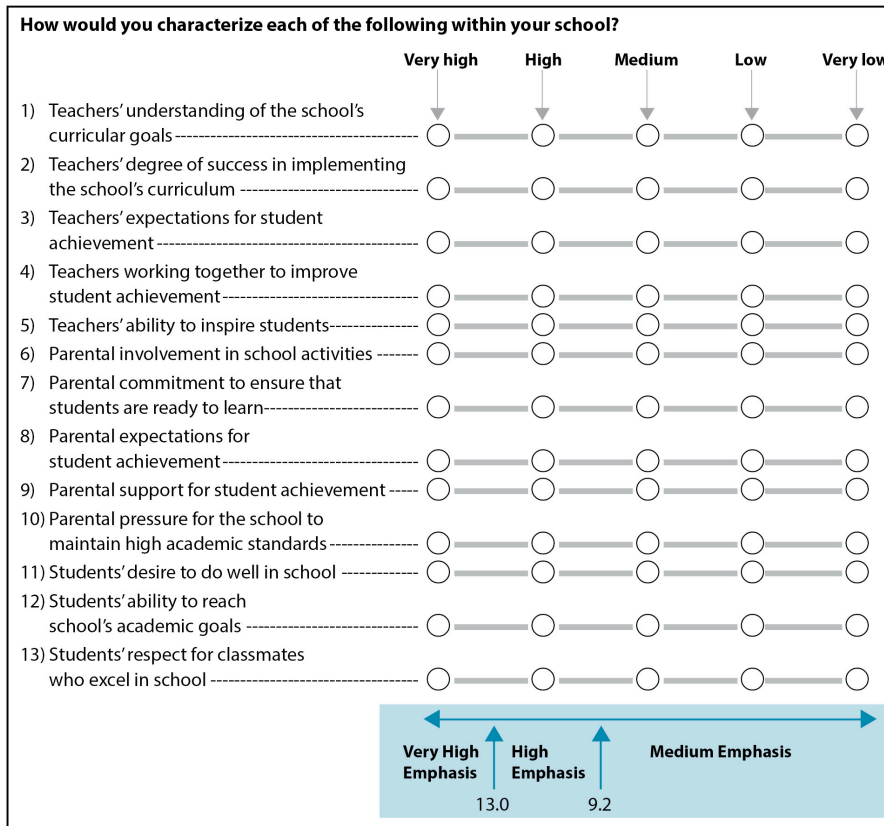 How would you characterize each of the following within your school?
Very high High Medium Low Very low
1) Teachers’ understanding of the school’s
curricular goals
2) Teachers’ degree of success in implementing
the school’s curriculum
3) Teachers’ expectations for student
achievement
4) Teachers working together to improve
student achievement
5) Teachers’ ability to inspire students
6) Parental involvement in school activities
7) Parental commitment to ensure that
students are ready to learn
8) Parental expectations for
student achievement
9) Parental support for student achievement
10) Parental pressure for the school to
maintain high academic standards
11) Students’ desire to do well in school
12) Students’ ability to reach
school’s academic goals
13) Students’ respect for classmates
who excel in school
Very High High Medium Emphasis
Emphasis Emphasis
13.0 9.2